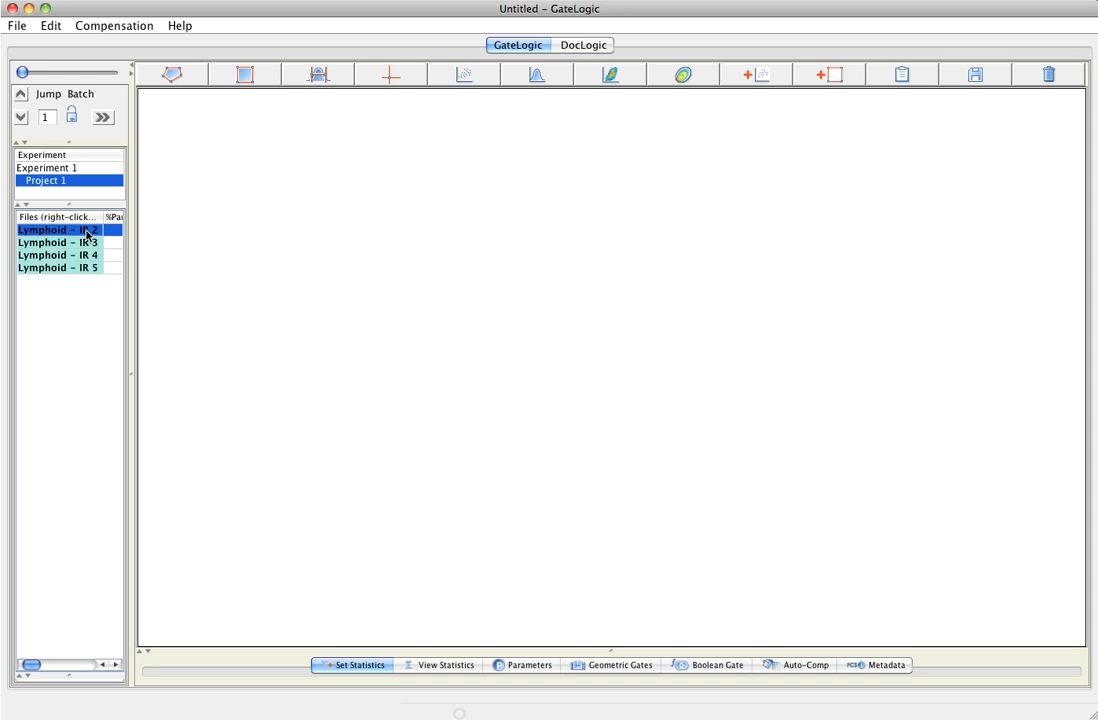 Untitled – GateLogic
File Edit Compensation Help
GateLogic DocLogic
Jump Batch
1
Experiment
Experiment 1
Project 1
Files (right-click... %Pa
Lymphoid – IR 2
Lymphoid – IR 3
Lymphoid – IR 4
Lymphoid – IR 5
Set Statistics View Statistics Parameters Geometric Gates Boolean Gate Auto-Comp FCS Metadata